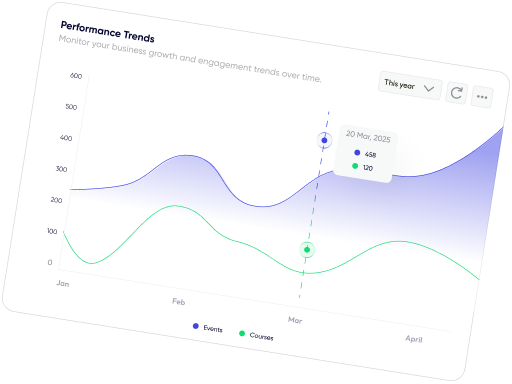 Performance Trends
Monitor your business growth and engagement trends over time.
This year
600
500
400
300
200
100
0
20 Mar, 2025
458
120
Jan
Feb
Mar
April
Events
Courses